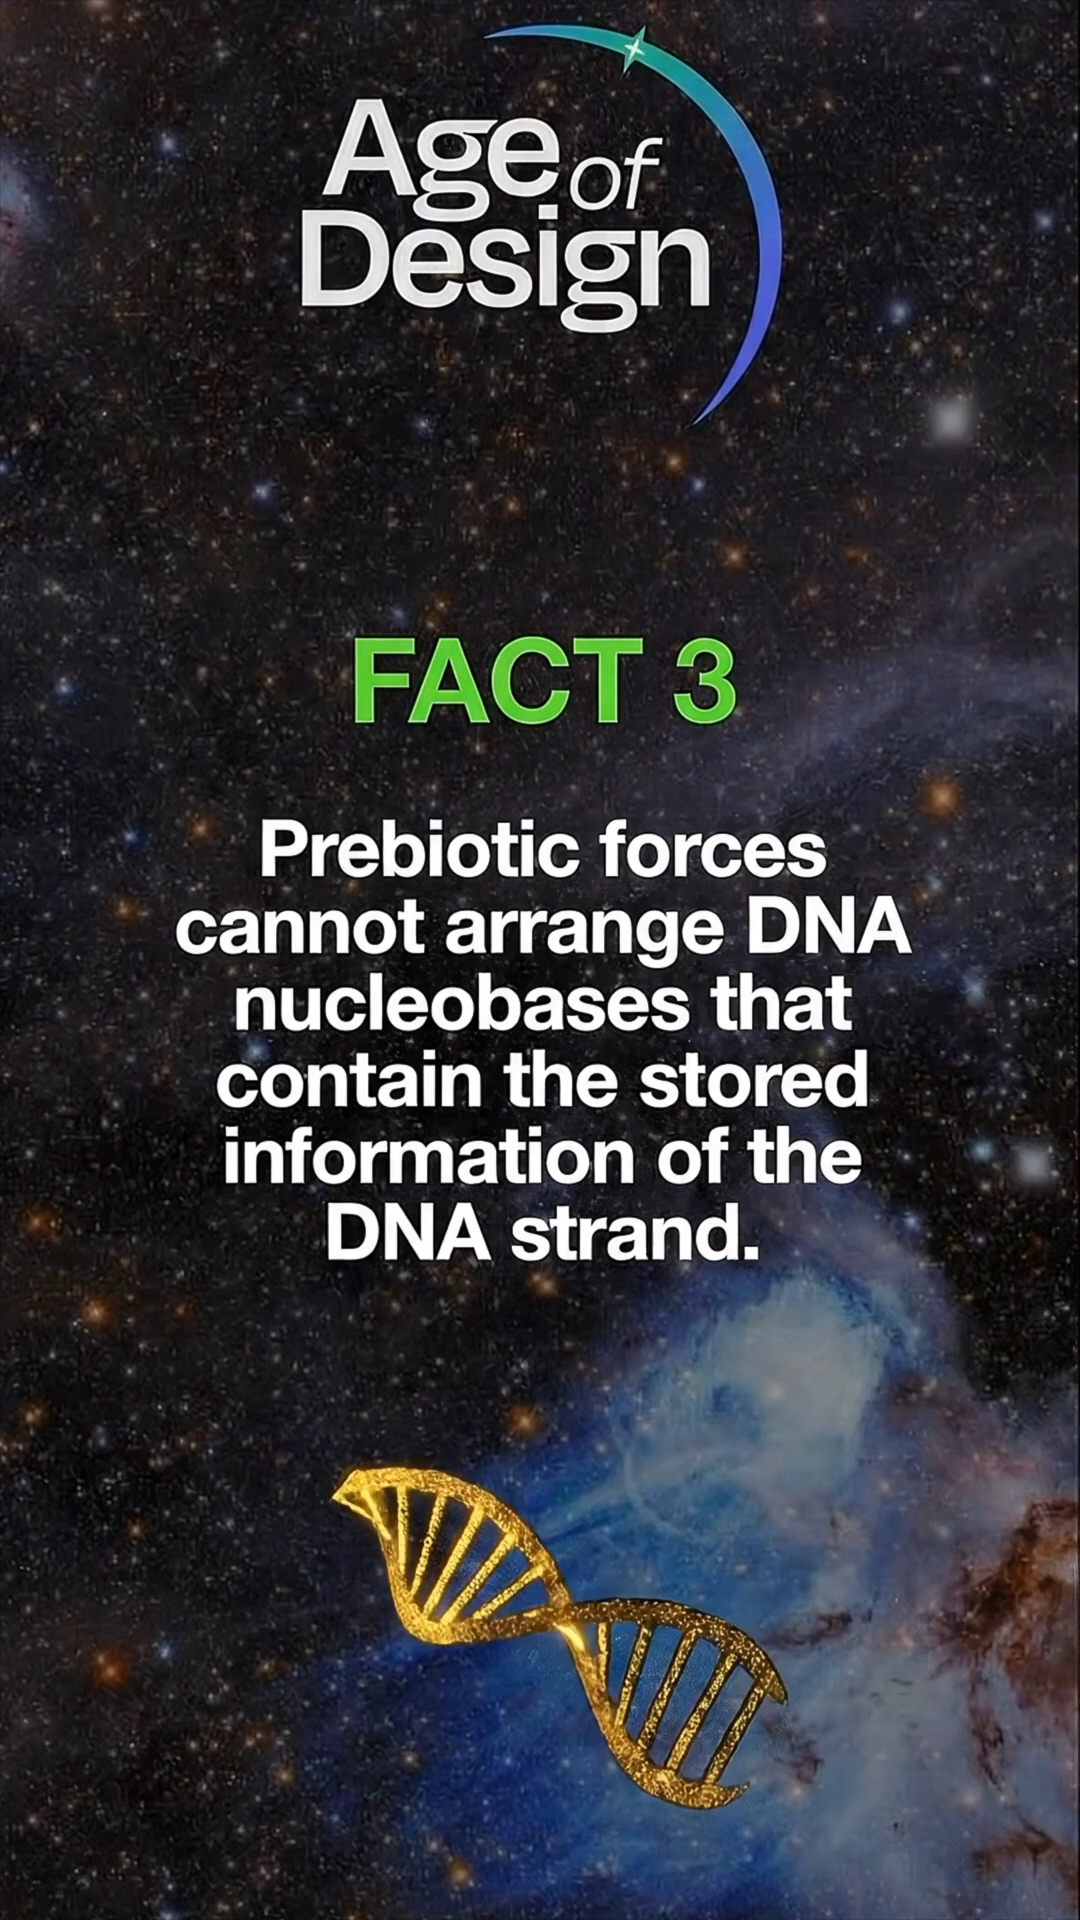 Age of
Design
FACT 3
Prebiotic forces
cannot arrange DNA
nucleobases that
contain the stored
information of the
DNA strand.